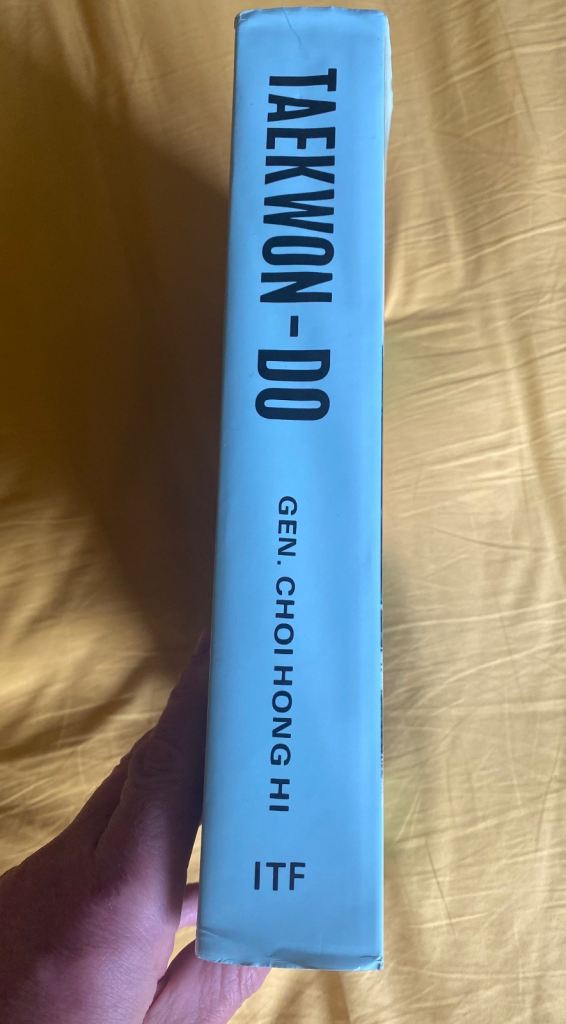 TAEKWON-DO
GEN. CHOI HONG HI
ITF